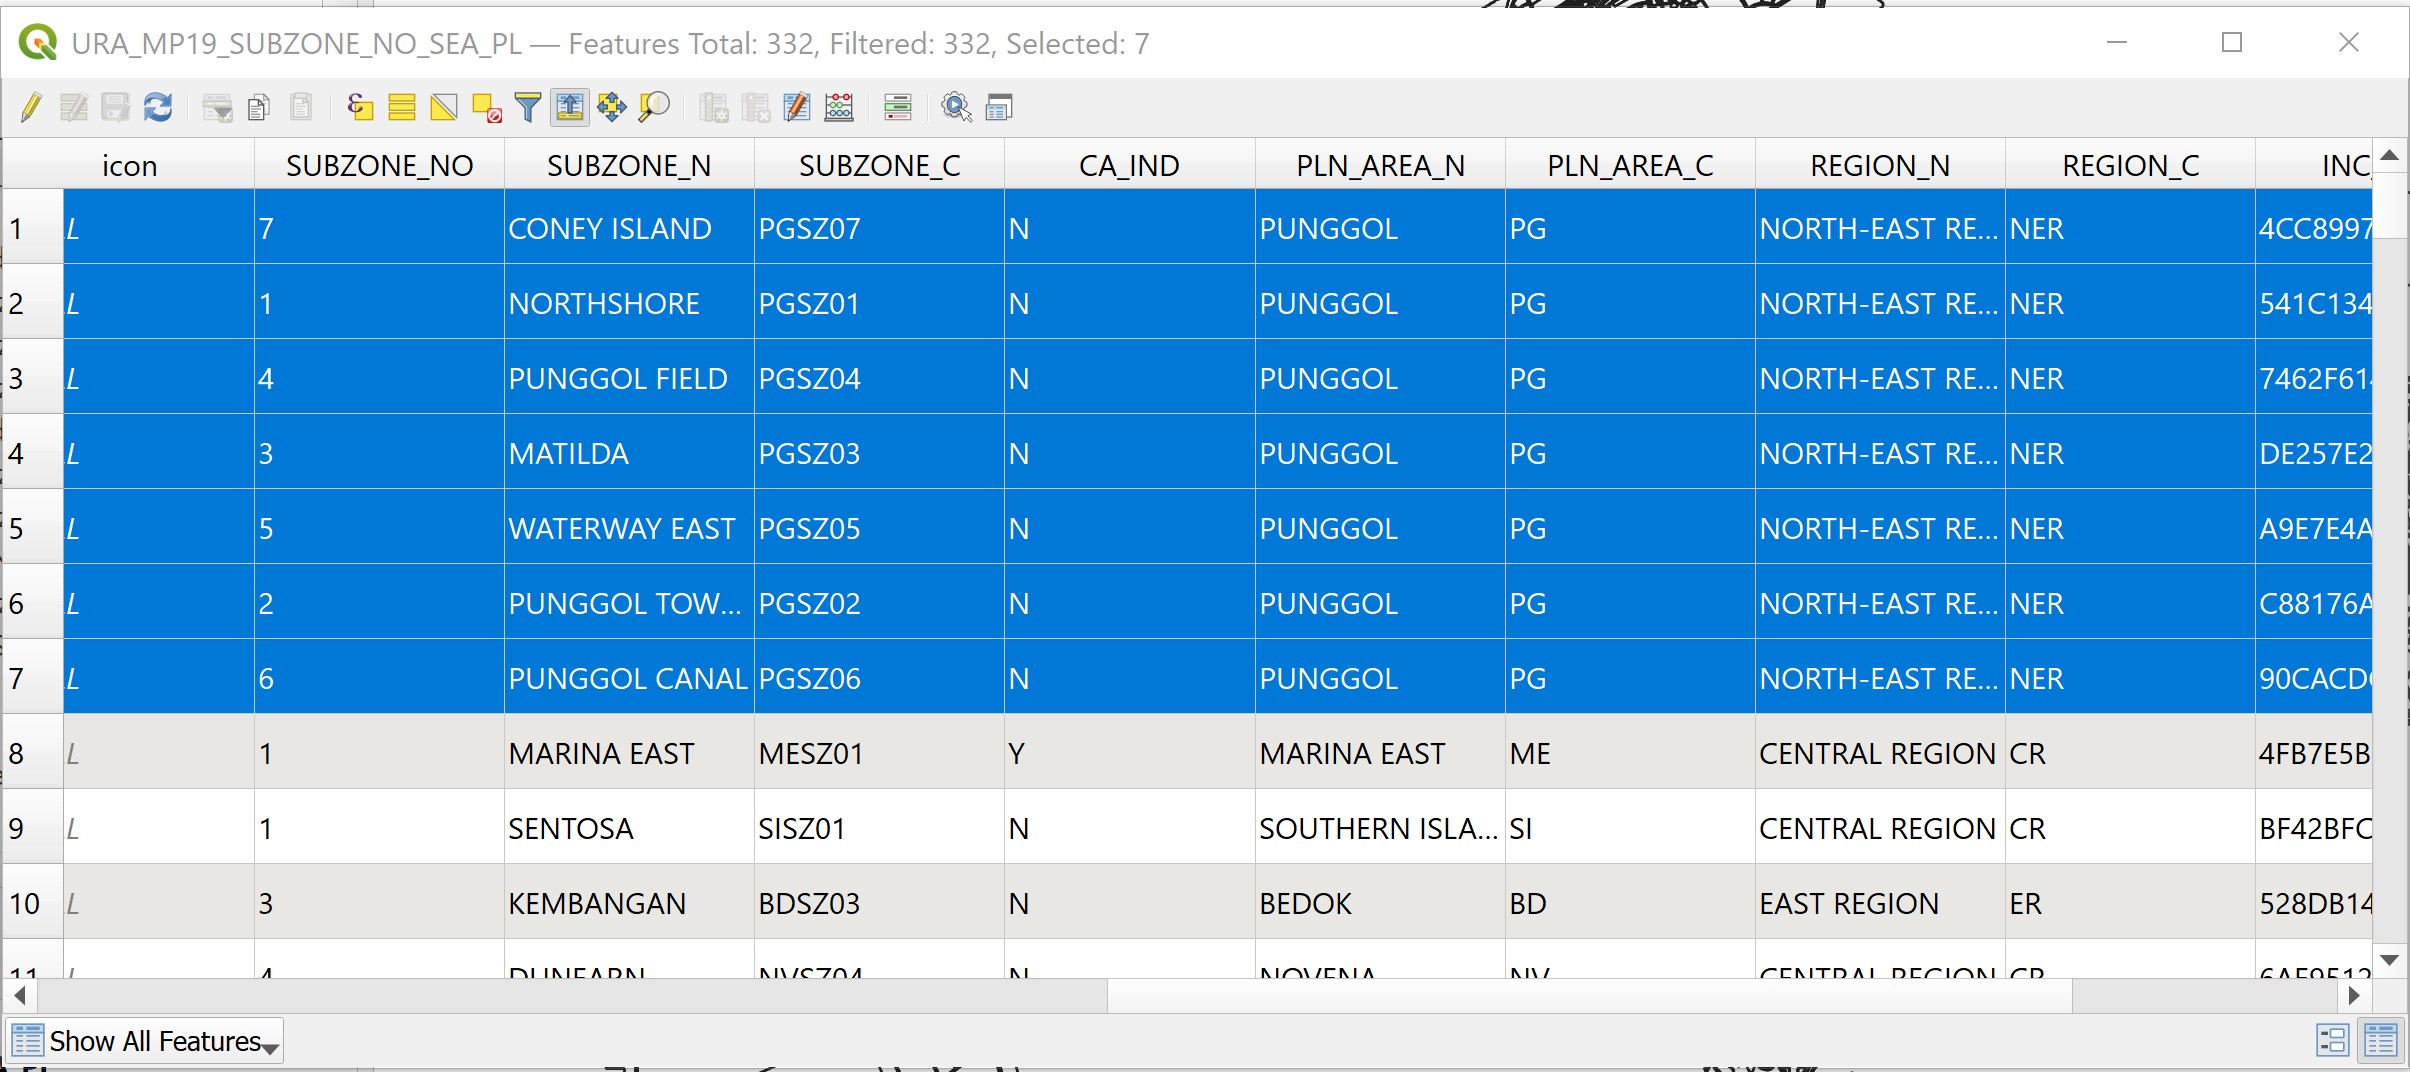 URA_MP19_SUBZONE_NO_SEA_PL — Features Total: 332, Filtered: 332, Selected: 7
icon SUBZONE_NO SUBZONE_N SUBZONE_C CA_IND PLN_AREA_N PLN_AREA_C REGION_N REGION_C INC_
1 L 7 CONEY ISLAND PGSZ07 N PUNGGOL PG NORTH-EAST RE... NER 4CC8997
2 L 1 NORTHSHORE PGSZ01 N PUNGGOL PG NORTH-EAST RE... NER 541C134
3 L 4 PUNGGOL FIELD PGSZ04 N PUNGGOL PG NORTH-EAST RE... NER 7462F61
4 L 3 MATILDA PGSZ03 N PUNGGOL PG NORTH-EAST RE... NER DE257E2
5 L 5 WATERWAY EAST PGSZ05 N PUNGGOL PG NORTH-EAST RE... NER A9E7E4A
6 L 2 PUNGGOL TOW... PGSZ02 N PUNGGOL PG NORTH-EAST RE... NER C88176A
7 L 6 PUNGGOL CANAL PGSZ06 N PUNGGOL PG NORTH-EAST RE... NER 90CACD
8 L 1 MARINA EAST MESZ01 Y MARINA EAST ME CENTRAL REGION CR 4FB7E5B
9 L 1 SENTOSA SISZ01 N SOUTHERN ISLA... SI CENTRAL REGION CR BF42BFC
10 L 3 KEMBANGAN BDSZ03 N BEDOK BD EAST REGION ER 528DB14
11 L 4 DUNEARN NVSZ04 N NOVENA NV CENTRAL REGION CR 6AF9512
Show All Features